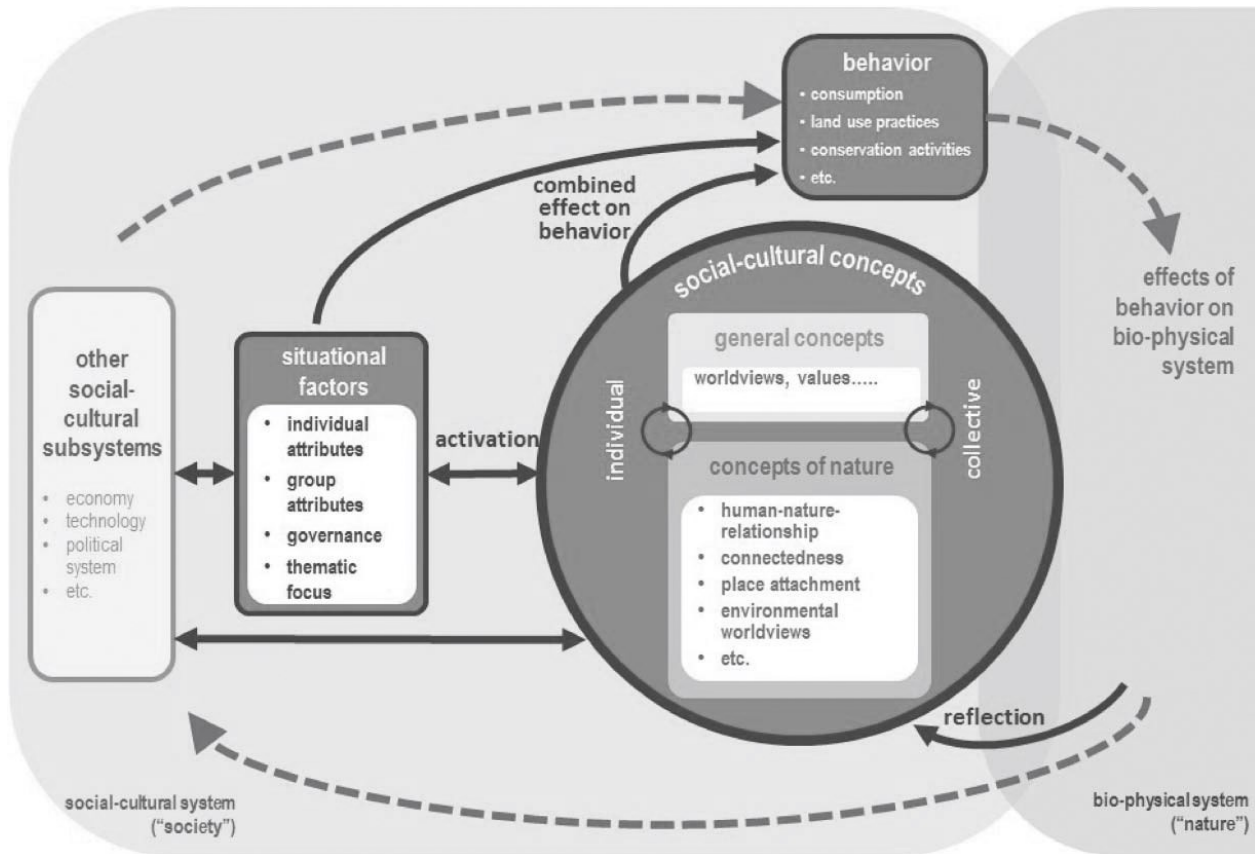 behavior
• consumption
• land use practices
• conservation activities
• etc.
combined
effect on
behavior
social-cultural concepts
effects of
behavior on
bio-physical
system
other
social-
cultural
subsystems
• economy
• technology
• political
system
• etc.
situational
factors
• individual
attributes
• group
attributes
• governance
• thematic
focus
activation
individual
general concepts
worldviews, values.....
collective
concepts of nature
• human-nature-
relationship
• connectedness
• place attachment
• environmental
worldviews
• etc.
reflection
social-cultural system
(“society”)
bio-physical system
(“nature”)